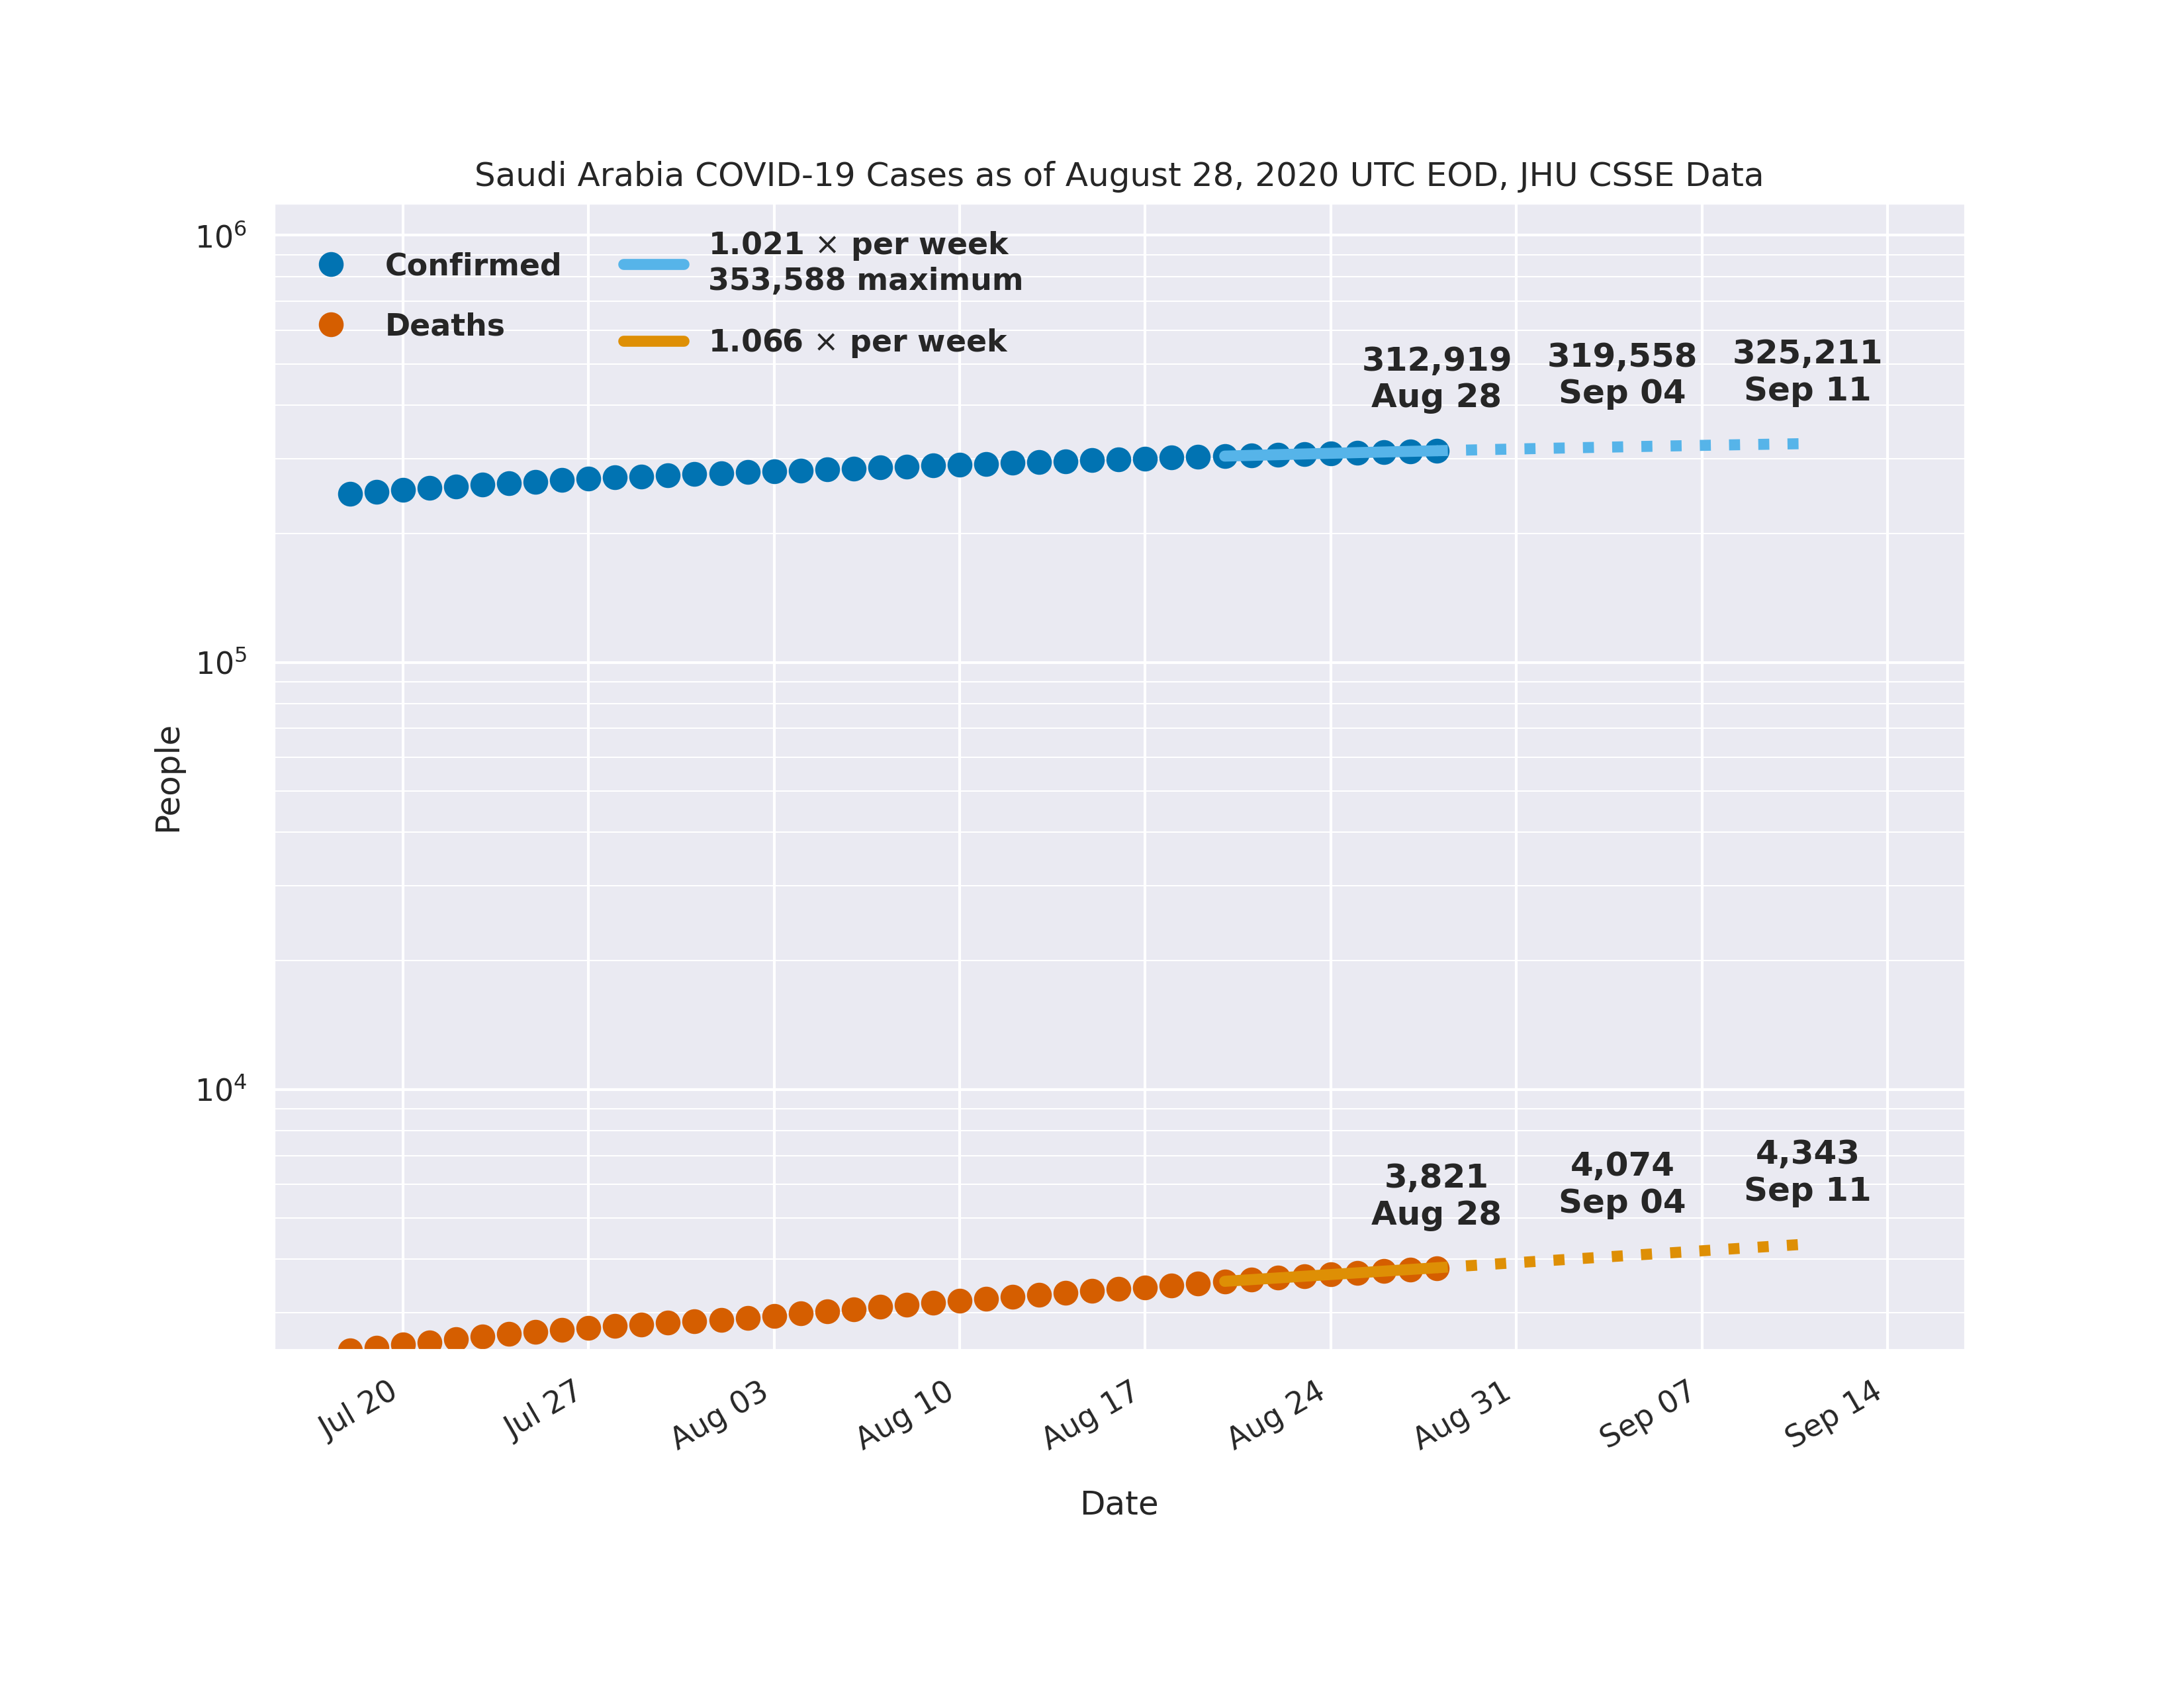 Saudi Arabia COVID-19 Cases as of August 28, 2020 UTC EOD, JHU CSSE Data
10⁶
10⁵
10⁴
People
Confirmed
Deaths
1.021 × per week
353,588 maximum
1.066 × per week
312,919
Aug 28
319,558
Sep 04
325,211
Sep 11
3,821
Aug 28
4,074
Sep 04
4,343
Sep 11
Jul 20
Jul 27
Aug 03
Aug 10
Aug 17
Aug 24
Aug 31
Sep 07
Sep 14
Date